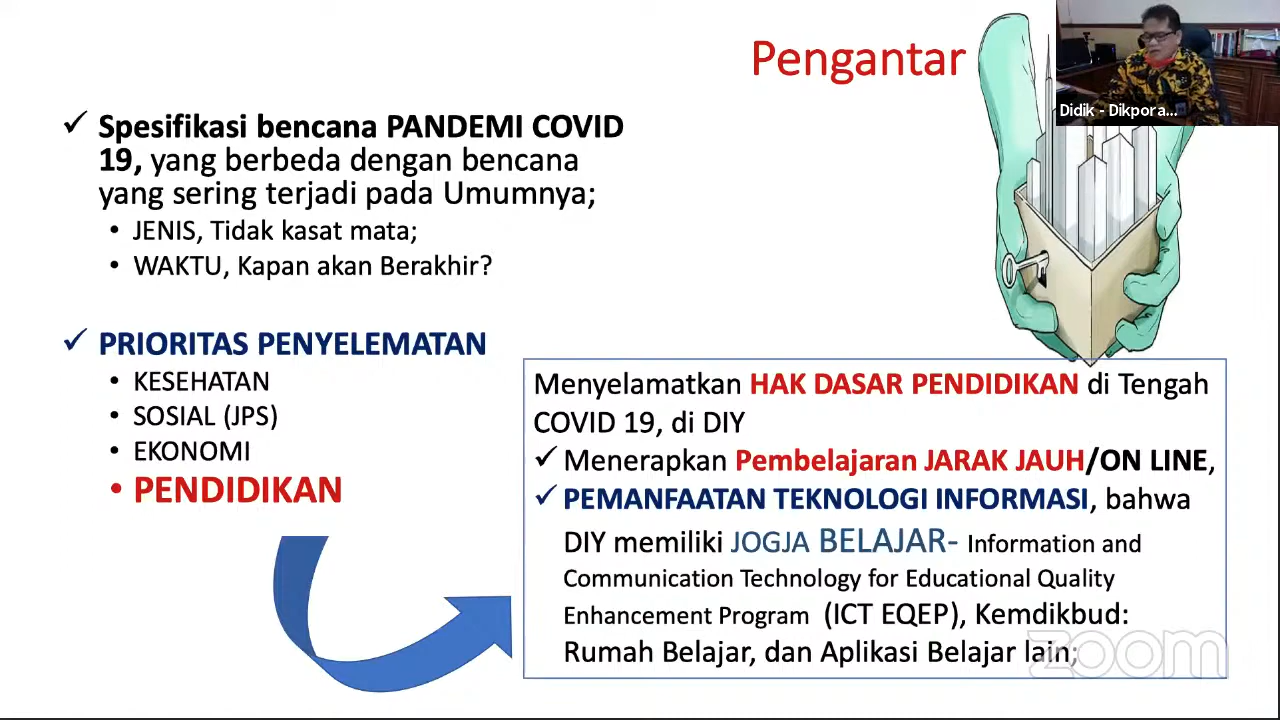 Pengantar
Didik - Dikpora...
✓ Spesifikasi bencana PANDEMI COVID
19, yang berbeda dengan bencana
yang sering terjadi pada Umumnya;
• JENIS, Tidak kasat mata;
• WAKTU, Kapan akan Berakhir?
✓ PRIORITAS PENYELEMATAN
• KESEHATAN
• SOSIAL (JPS)
• EKONOMI
• PENDIDIKAN
Menyelamatkan HAK DASAR PENDIDIKAN di Tengah
COVID 19, di DIY
✓ Menerapkan Pembelajaran JARAK JAUH/ON LINE,
✓ PEMANFAATAN TEKNOLOGI INFORMASI, bahwa
DIY memiliki JOGJA BELAJAR- Information and
Communication Technology for Educational Quality
Enhancement Program (ICT EQEP), Kemdikbud:
Rumah Belajar, dan Aplikasi Belajar lain;
zoom